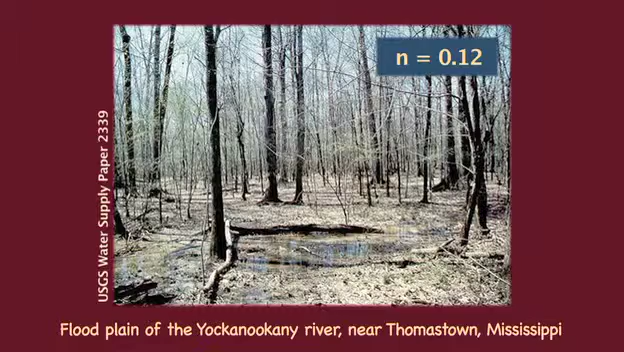 n = 0.12
USGS Water Supply Paper 2339
Flood plain of the Yockanookany river, near Thomastown, Mississippi